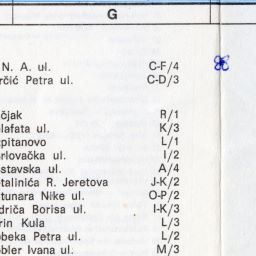 G
N. A. ul. C-F/4
rčić Petra ul. C-D/3
čjak R/1
lafata ul. K/3
pitanovo L/1
rlovačka ul. I/2
stavska ul. A/4
talinića R. Jeretova J-K/2
tunara Nike ul. O-P/2
driča Borisa ul. I-K/3
rin Kula L/3
beka Petra ul. L/2
bler Ivana ul. M/3